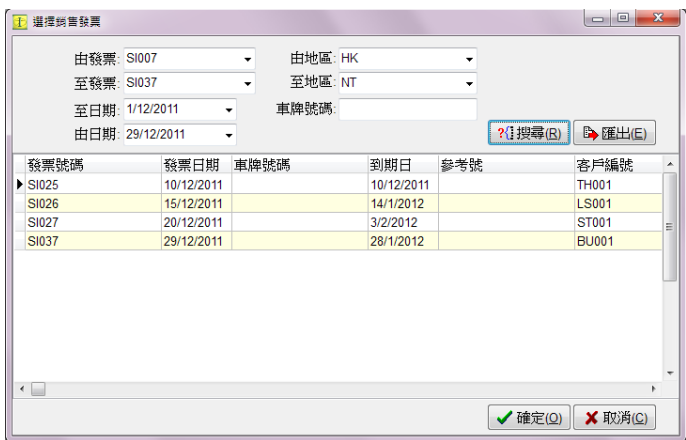 選擇銷售發票
由發票: SI007 由地區: HK
至發票: SI037 至地區: NT
至日期: 1/12/2011 車牌號碼:
由日期: 29/12/2011 搜尋(R) 匯出(E)
發票號碼 發票日期 車牌號碼 到期日 參考號 客戶編號
SI025 10/12/2011 10/12/2011 TH001
SI026 15/12/2011 14/1/2012 LS001
SI027 20/12/2011 3/2/2012 ST001
SI037 29/12/2011 28/1/2012 BU001
確定(O) 取消(C)